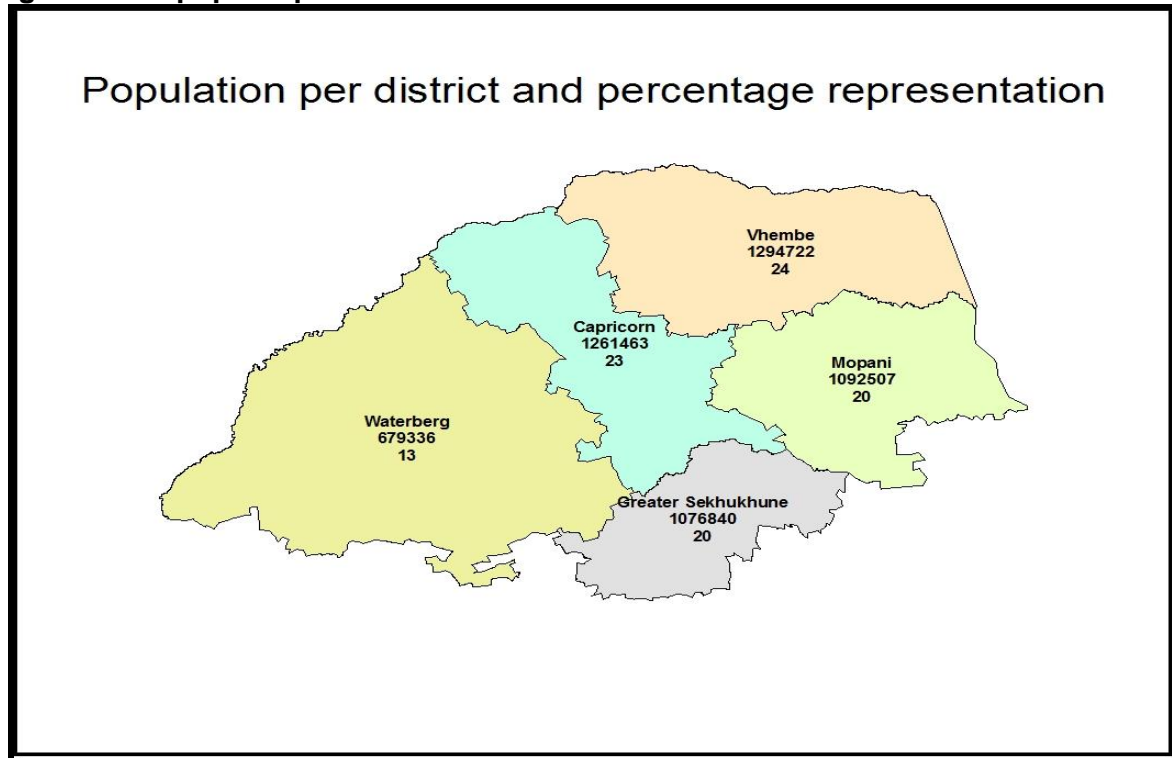 Population per district and percentage representation
Vhembe
1294722
24
Capricorn
1261463
23
Mopani
1092507
20
Waterberg
679336
13
Greater Sekhukhune
1076840
20